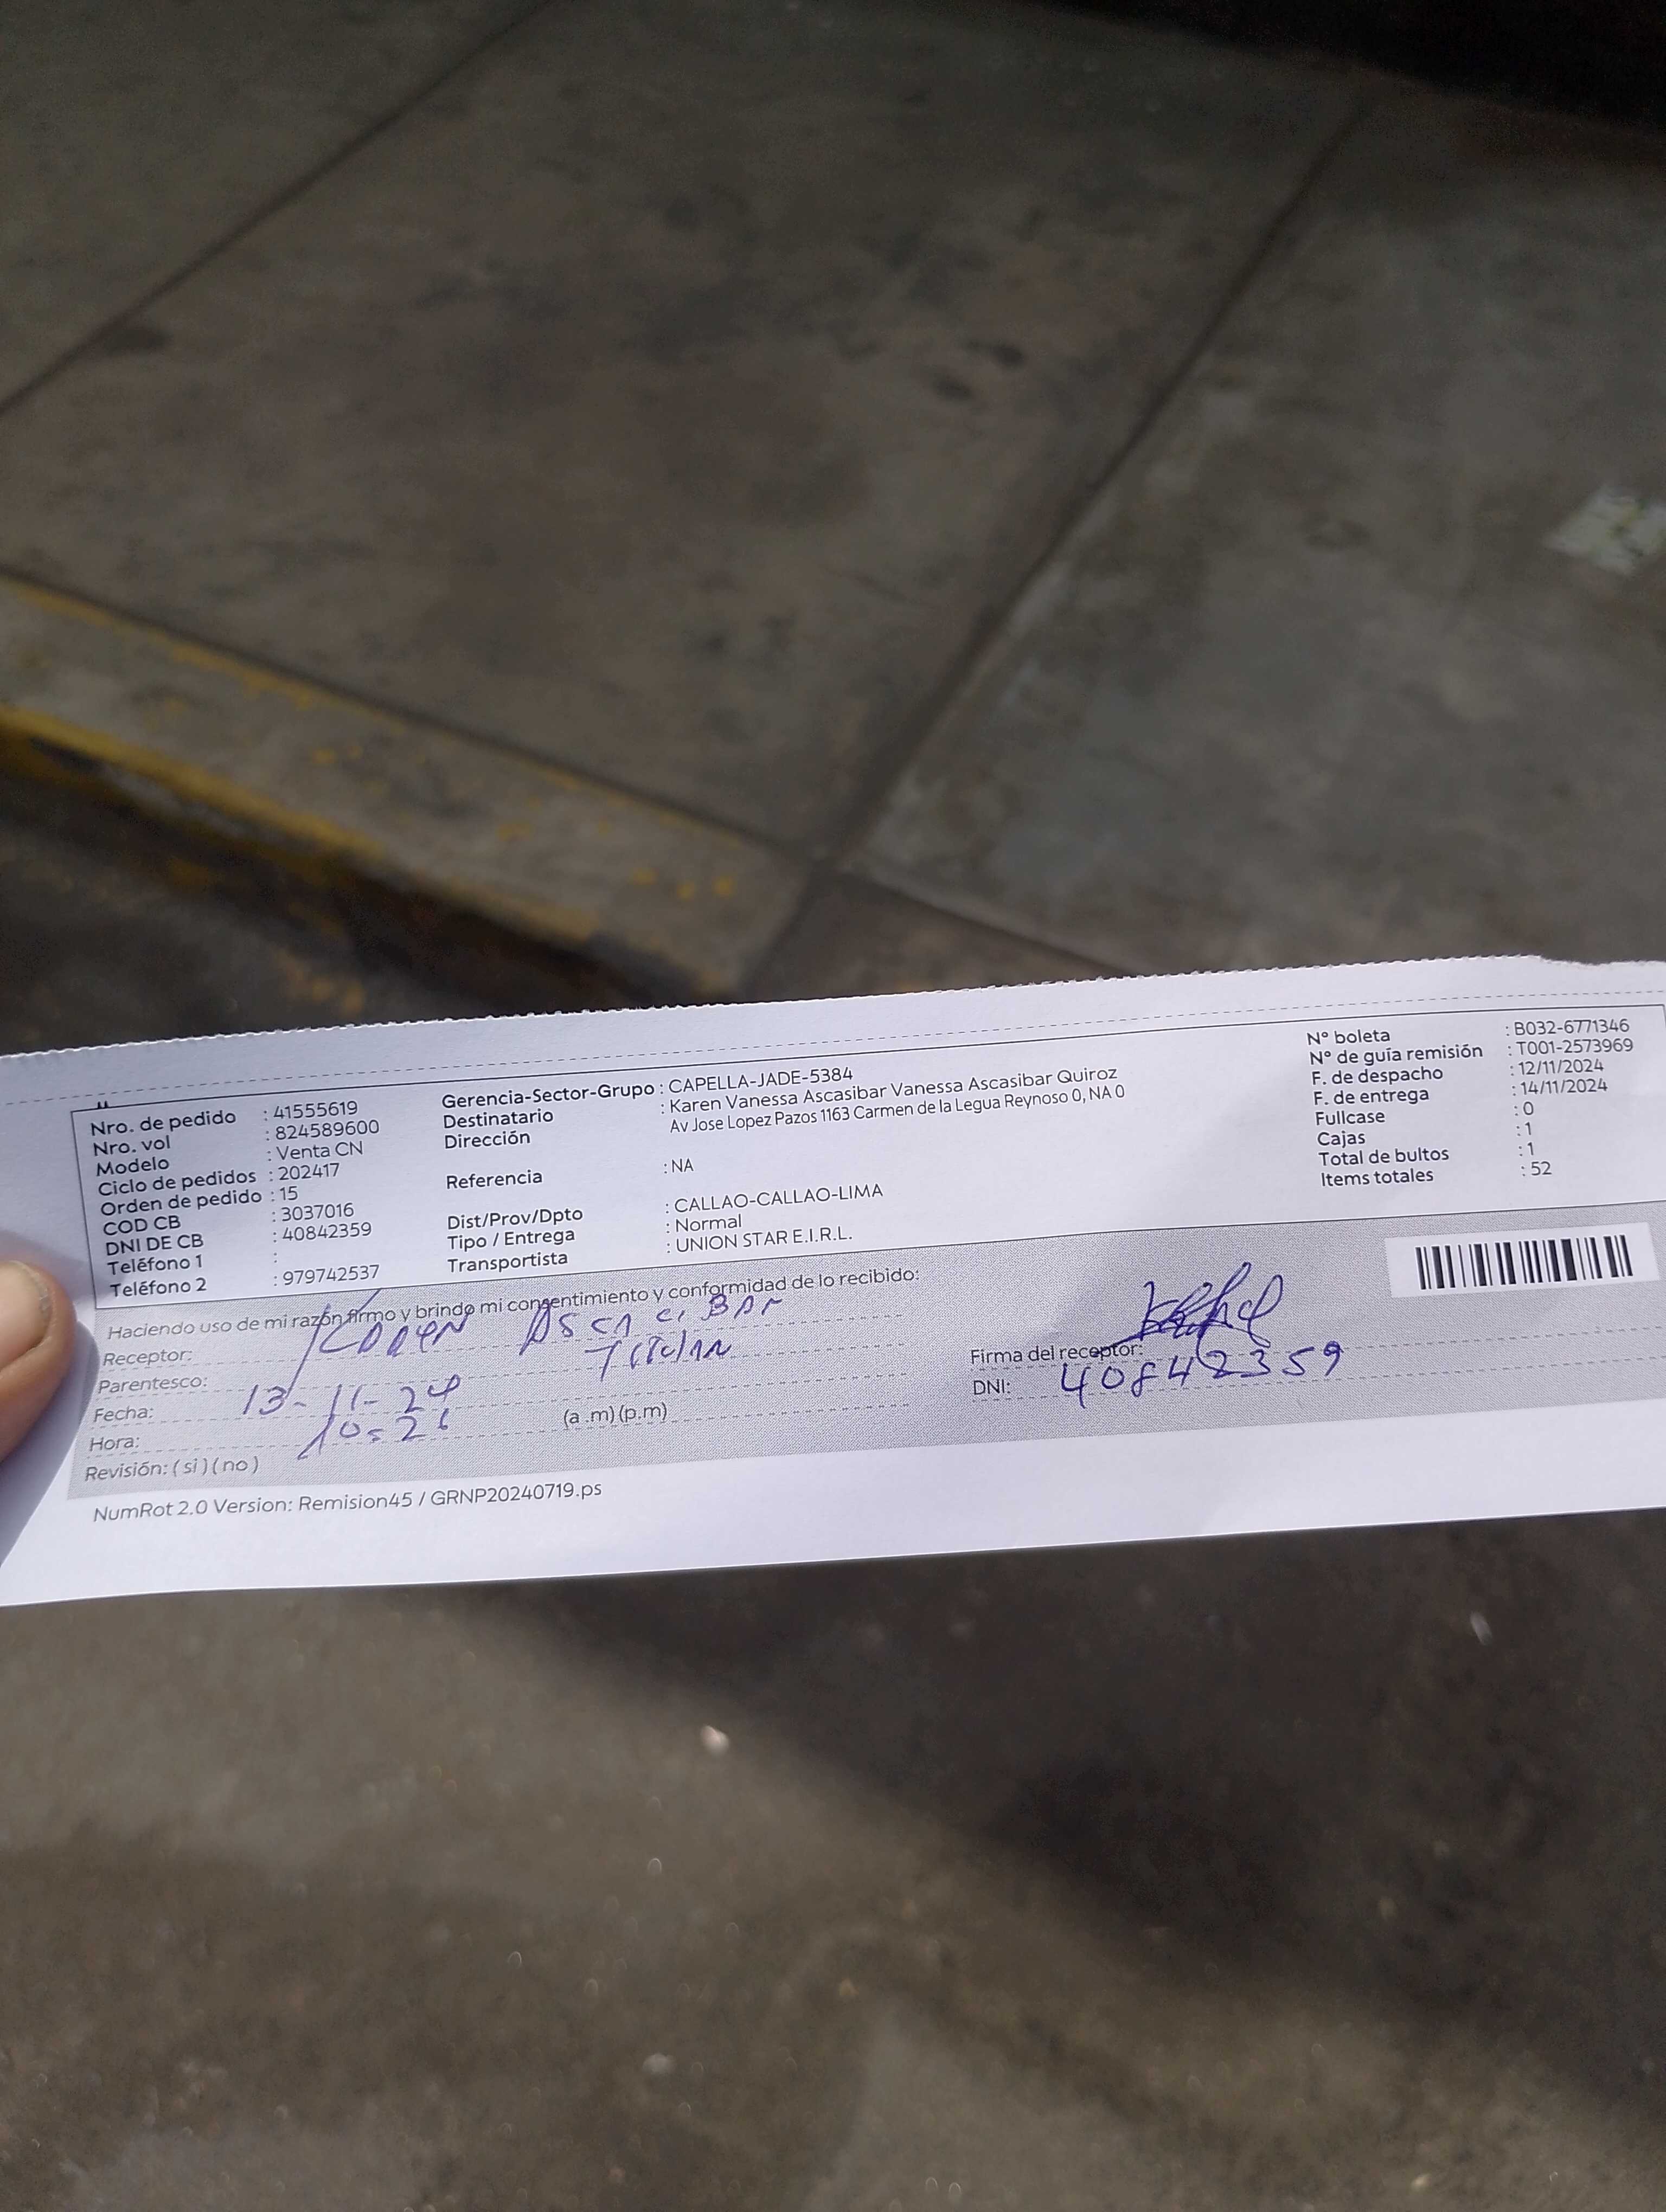 Nro. de pedido : 41555619
Nro. vol : 824589600
Modelo : Venta CN
Ciclo de pedidos : 202417
Orden de pedido : 15
COD CB : 3037016
DNI DE CB : 40842359
Teléfono 1 :
Teléfono 2 : 979742537
Gerencia-Sector-Grupo : CAPELLA-JADE-5384
Destinatario : Karen Vanessa Ascasibar Vanessa Ascasibar Quiroz
Dirección Av Jose Lopez Pazos 1163 Carmen de la Legua Reynoso 0, NA 0
Referencia : NA
Dist/Prov/Dpto : CALLAO-CALLAO-LIMA
Tipo / Entrega : Normal
Transportista : UNION STAR E.I.R.L.
N° boleta : B032-6771346
N° de guía remisión : T001-2573969
F. de despacho : 12/11/2024
F. de entrega : 14/11/2024
Fullcase : 0
Cajas : 1
Total de bultos : 1
Items totales : 52
Haciendo uso de mi razón firmo y brindo mi consentimiento y conformidad de lo recibido:
Receptor: Karen Ascacibar
Parentesco: Titular
Fecha: 13-11-24
Hora: 10:26 (a .m) (p.m)
Revisión: ( si ) ( no )
Firma del receptor:
DNI: 40842359
NumRot 2.0 Version: Remision45 / GRNP20240719.ps